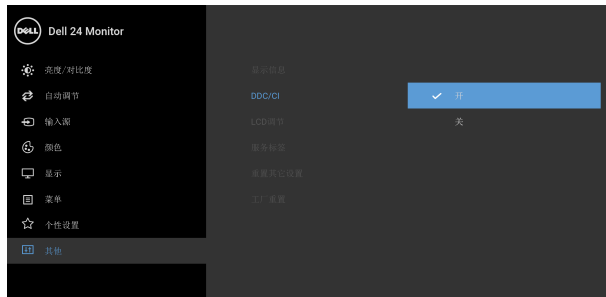 DELL
Dell 24 Monitor
亮度/对比度
自动调节
输入源
颜色
显示
菜单
个性设置
其他
显示信息
DDC/CI
LCD调节
服务标签
重置其它设置
工厂重置
开
关